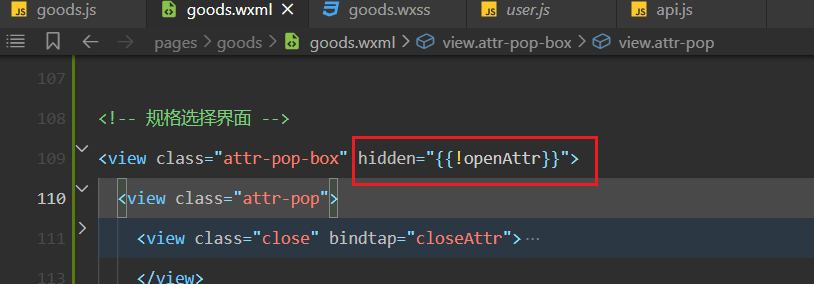 JS goods.js goods.wxml × goods.wxss user.js JS api.js
pages > goods > goods.wxml > view.attr-pop-box > view.attr-pop
107
108 <!-- 规格选择界面 -->
109 <view class="attr-pop-box" hidden="{{!openAttr}}">
110 <view class="attr-pop">
111 <view class="close" bindtap="closeAttr">…
113 </view>